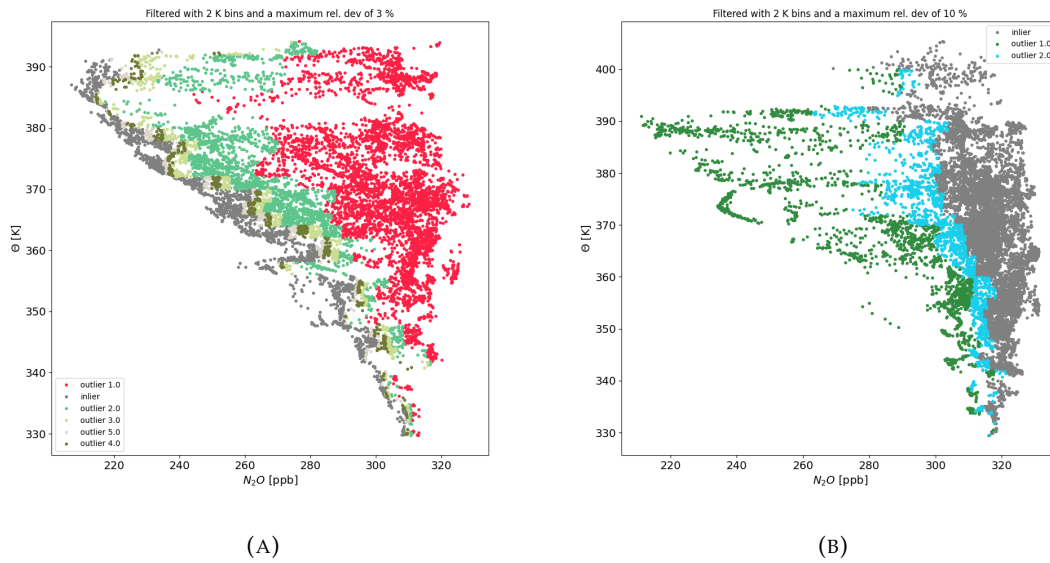 Filtered with 2 K bins and a maximum rel. dev of 3 %
Θ [K]
390
380
370
360
350
340
330
outlier 1.0
inlier
outlier 2.0
outlier 3.0
outlier 5.0
outlier 4.0
220 240 260 280 300 320
N₂O [ppb]
(A)
Filtered with 2 K bins and a maximum rel. dev of 10 %
inlier
outlier 1.0
outlier 2.0
Θ [K]
400
390
380
370
360
350
340
330
220 240 260 280 300 320
N₂O [ppb]
(B)